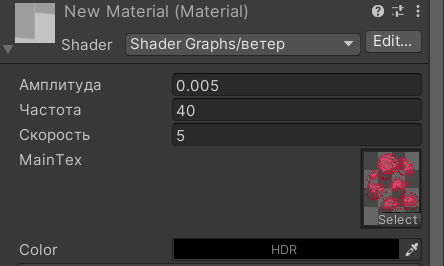 New Material (Material)
Shader Shader Graphs/ветер Edit...
Амплитуда 0.005
Частота 40
Скорость 5
MainTex
Select
Color HDR